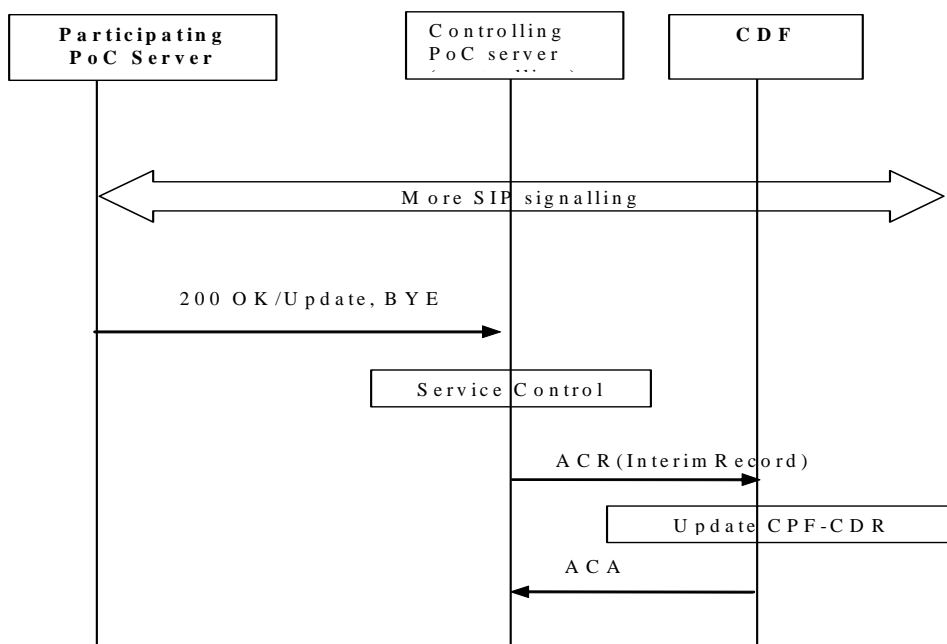 Participating
PoC Server
Controlling
PoC server
CDF
More SIP signalling
200 OK/Update, BYE
Service Control
ACR(Interim Record)
Update CPF-CDR
ACA